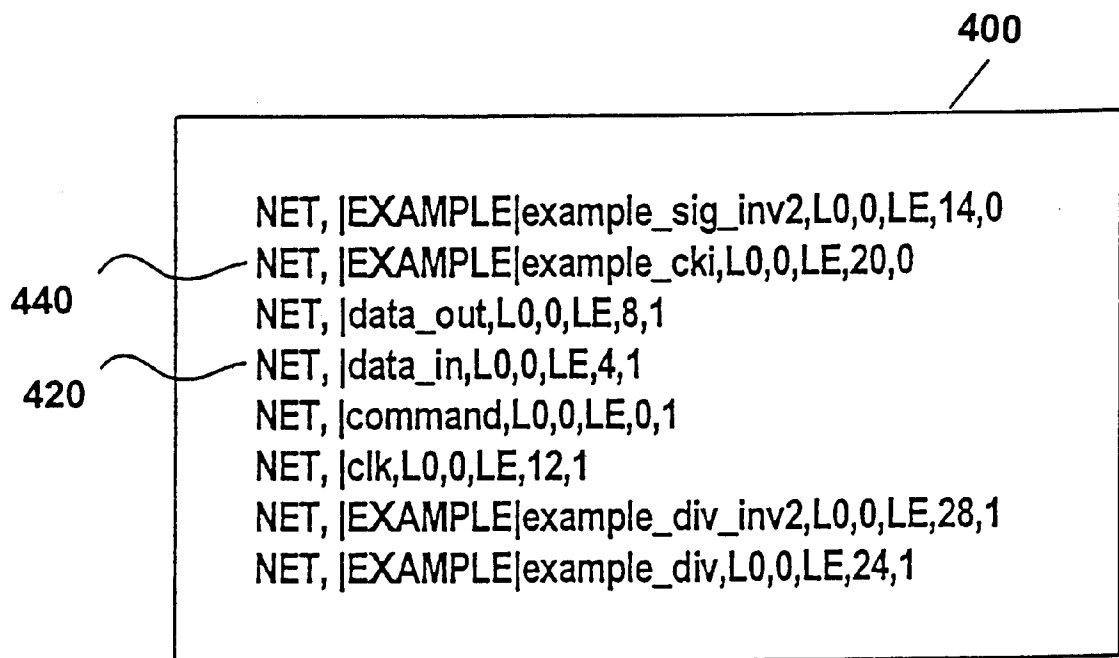 400
NET, |EXAMPLE|example_sig_inv2,L0,0,LE,14,0
440
NET, |EXAMPLE|example_cki,L0,0,LE,20,0
NET, |data_out,L0,0,LE,8,1
420
NET, |data_in,L0,0,LE,4,1
NET, |command,L0,0,LE,0,1
NET, |clk,L0,0,LE,12,1
NET, |EXAMPLE|example_div_inv2,L0,0,LE,28,1
NET, |EXAMPLE|example_div,L0,0,LE,24,1